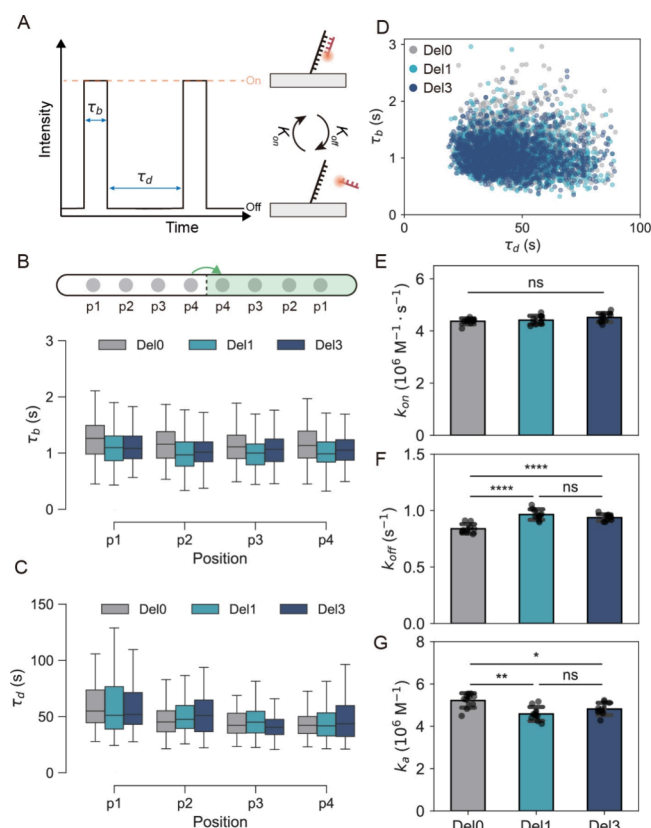 A
Intensity
On
τb
τd
Off
Time
Kon
Koff
B
p1 p2 p3 p4 p4 p3 p2 p1
Del0 Del1 Del3
3
2
1
0
τb (s)
p1 p2 p3 p4
Position
C
Del0 Del1 Del3
150
100
50
0
τd (s)
p1 p2 p3 p4
Position
D
Del0
Del1
Del3
3
2
1
0
τb (s)
0 50 100
τd (s)
E
ns
6
4
2
0
kon (10⁶ M⁻¹ · s⁻¹)
F
****
**** ns
1.5
1.0
0.5
0.0
koff (s⁻¹)
G
*
** ns
8
6
4
2
0
ka (10⁶ M⁻¹)
Del0 Del1 Del3